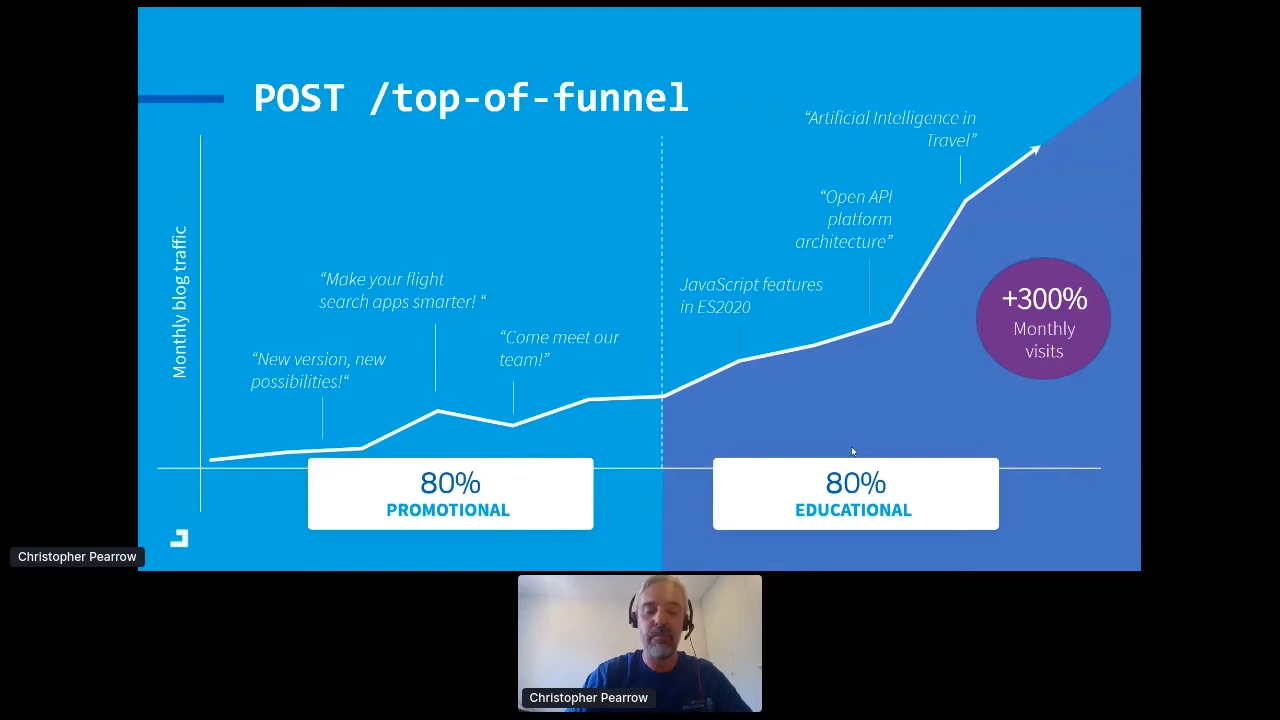 POST /top-of-funnel
“Artificial Intelligence in
Travel”
“Open API
platform
architecture”
Monthly blog traffic
“Make your flight
search apps smarter! “
JavaScript features
in ES2020
+300%
Monthly
visits
“Come meet our
team!”
“New version, new
possibilities!“
80%
PROMOTIONAL
80%
EDUCATIONAL
Christopher Pearrow
Christopher Pearrow